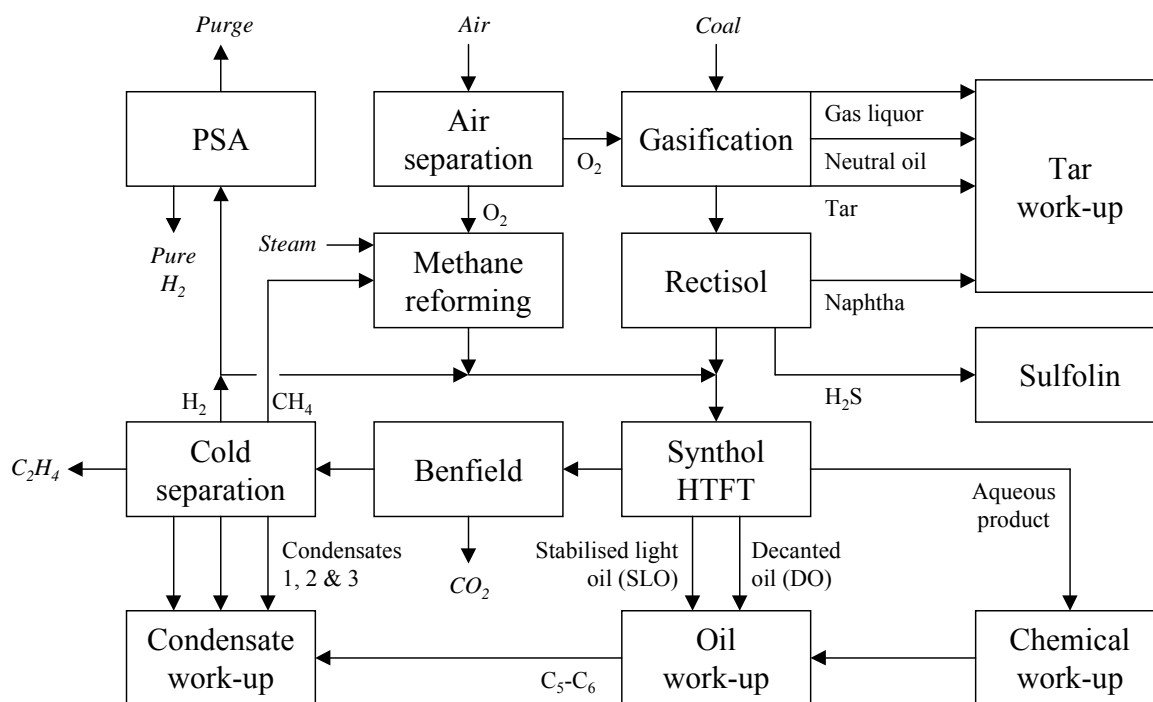 Purge
Air
Coal
PSA
Air
separation
O2
Gasification
Gas liquor
Neutral oil
Tar
Tar
work-up
O2
Pure
H2
Steam
Methane
reforming
Rectisol
Naphtha
H2S
Sulfolin
H2
CH4
C2H4
Cold
separation
Benfield
Synthol
HTFT
Aqueous
product
Condensates
1, 2 & 3
CO2
Stabilised light
oil (SLO)
Decanted
oil (DO)
Condensate
work-up
C5-C6
Oil
work-up
Chemical
work-up